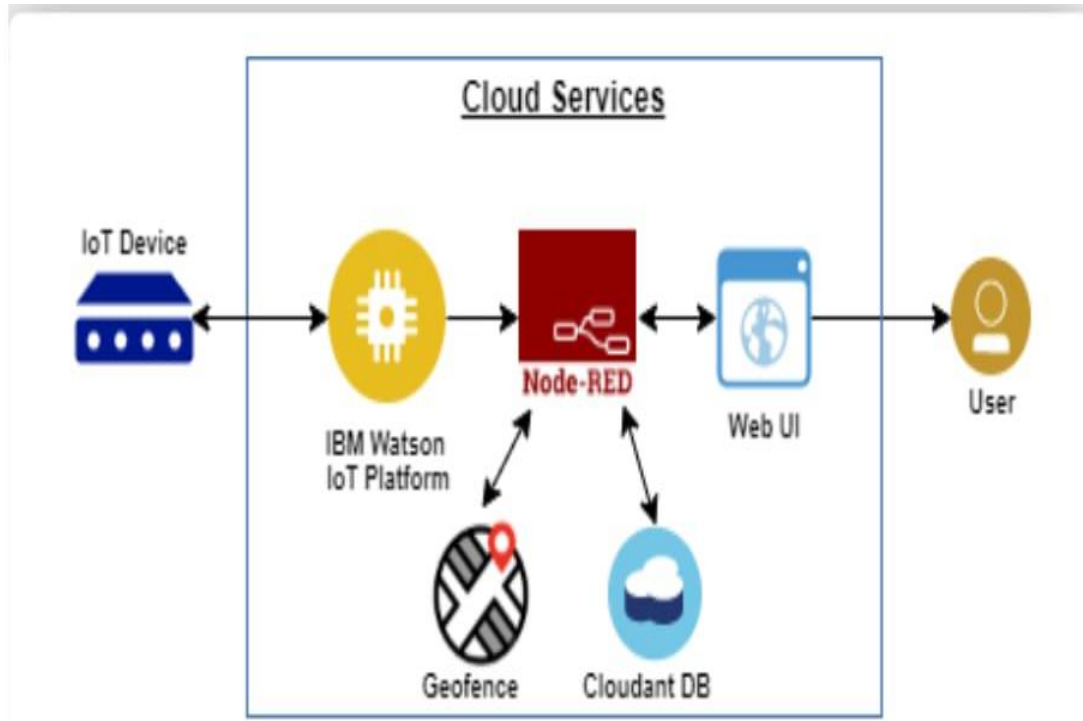 Cloud Services
IoT Device
Node-RED
IBM Watson
IoT Platform
Web UI
User
Geofence
Cloudant DB